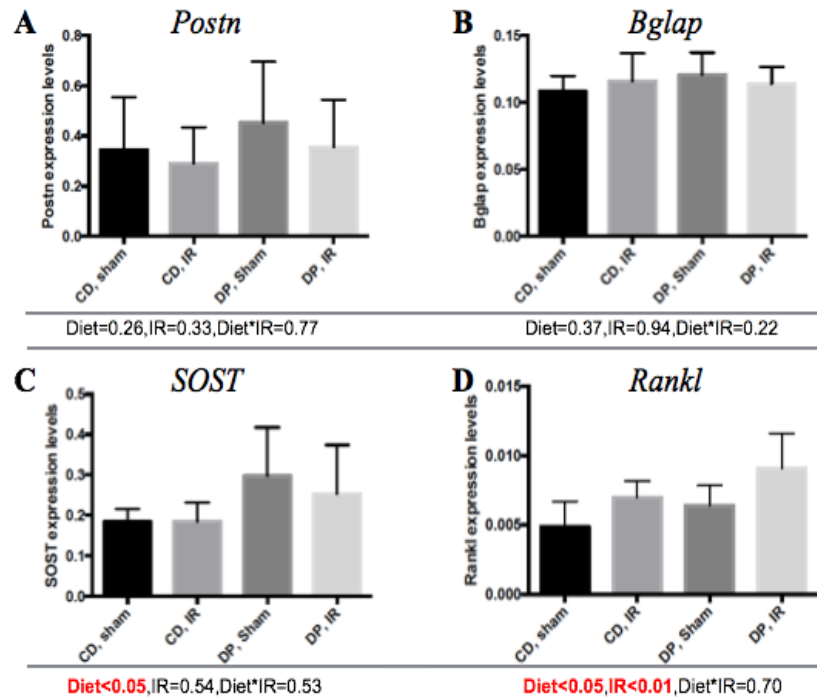 A Postn
Postn expression levels
0.8
0.6
0.4
0.2
0.0
CD, sham
CD, IR
DP, Sham
DP, IR
Diet=0.26,IR=0.33,Diet*IR=0.77
B Bglap
Bglap expression levels
0.15
0.10
0.05
0.00
CD, sham
CD, IR
DP, Sham
DP, IR
Diet=0.37,IR=0.94,Diet*IR=0.22
C SOST
SOST expression levels
0.5
0.4
0.3
0.2
0.1
0.0
CD, sham
CD, IR
DP, Sham
DP, IR
Diet<0.05,IR=0.54,Diet*IR=0.53
D Rankl
Rankl expression levels
0.015
0.010
0.005
0.000
CD, sham
CD, IR
DP, Sham
DP, IR
Diet<0.05,IR<0.01,Diet*IR=0.70